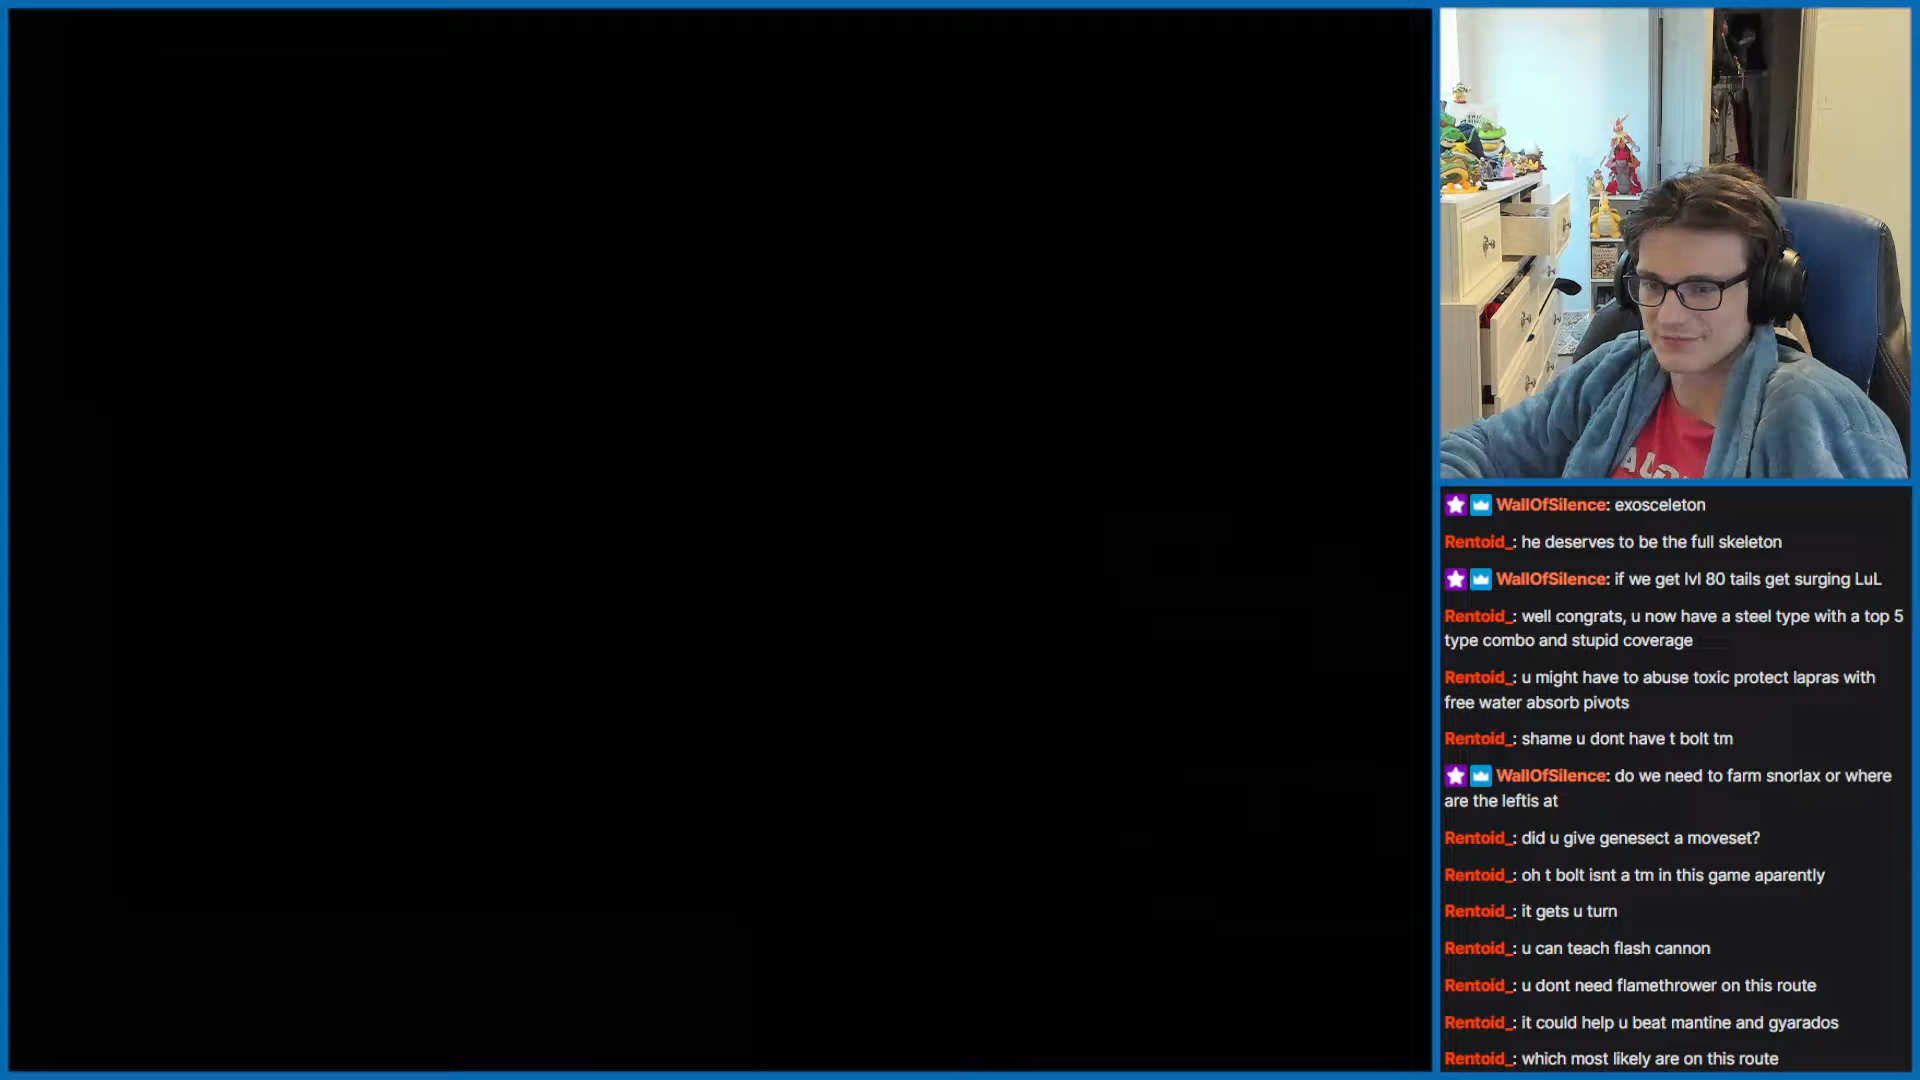 WallOfSilence: exosceleton
Rentoid_: he deserves to be the full skeleton
WallOfSilence: if we get lvl 80 tails get surging LuL
Rentoid_: well congrats, u now have a steel type with a top 5
type combo and stupid coverage
Rentoid_: u might have to abuse toxic protect lapras with
free water absorb pivots
Rentoid_: shame u dont have t bolt tm
WallOfSilence: do we need to farm snorlax or where
are the leftis at
Rentoid_: did u give genesect a moveset?
Rentoid_: oh t bolt isnt a tm in this game aparently
Rentoid_: it gets u turn
Rentoid_: u can teach flash cannon
Rentoid_: u dont need flamethrower on this route
Rentoid_: it could help u beat mantine and gyarados
Rentoid_: which most likely are on this route